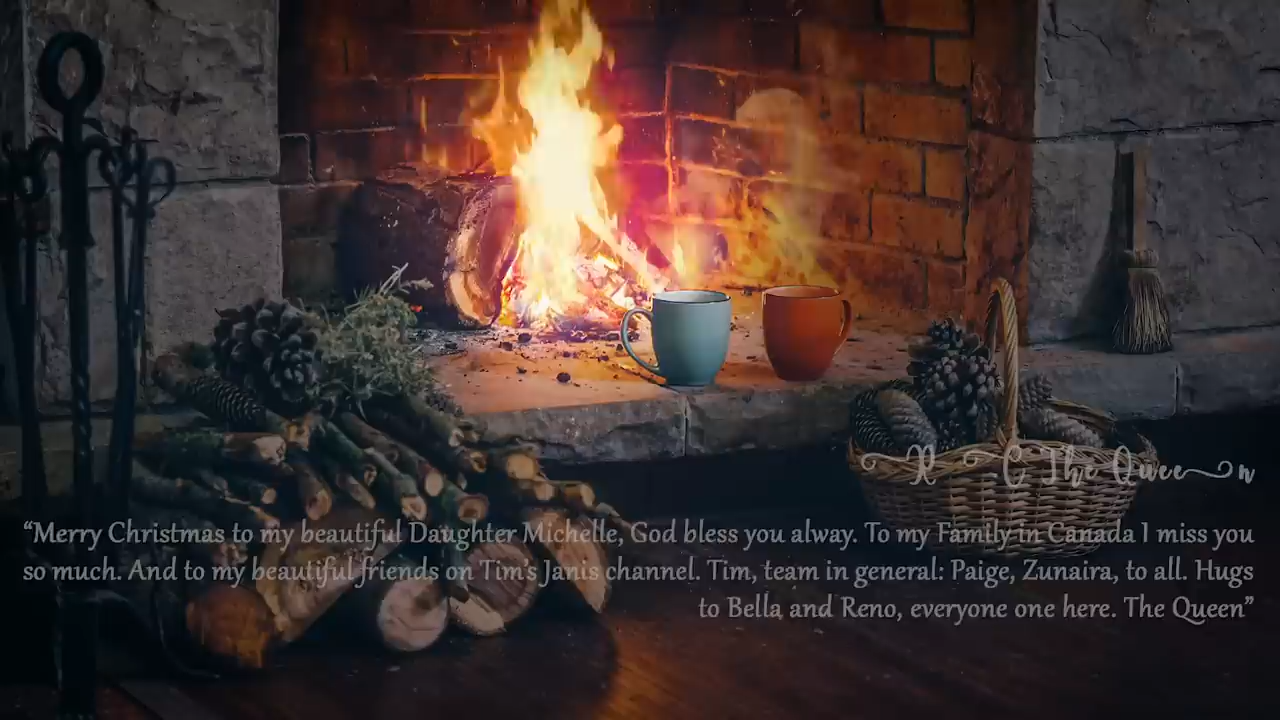 R G The Queen
“Merry Christmas to my beautiful Daughter Michelle, God bless you alway. To my Family in Canada I miss you
so much. And to my beautiful friends on Tim's Janis channel. Tim, team in general: Paige, Zunaira, to all. Hugs
to Bella and Reno, everyone one here. The Queen”